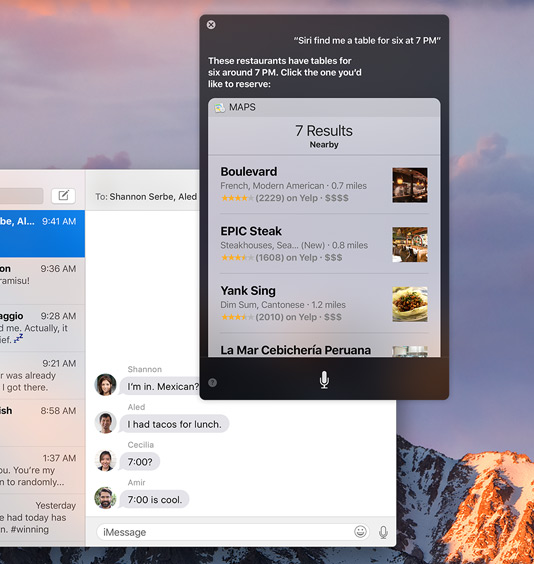 “Siri find me a table for six at 7 PM”
These restaurants have tables for
six around 7 PM. Click the one you’d
like to reserve:
MAPS
7 Results
Nearby
Boulevard
French, Modern American · 0.7 miles
★★★★★ (2229) on Yelp · $$$$
EPIC Steak
Steakhouses, Sea... (New) · 0.8 miles
★★★★★ (1608) on Yelp · $$$
Yank Sing
Dim Sum, Cantonese · 1.2 miles
★★★★★ (2010) on Yelp · $$$
La Mar Cebichería Peruana
?
To: Shannon Serbe, Aled
be, Al... 9:41 AM
on 9:36 AM
ramisu!
aggio 9:28 AM
d me. Actually, it
ief. 💤
9:21 AM
r was already
I got there.
ish 8:58 AM
1:37 AM
ou. You’re my
n to randomly...
Yesterday
e had today has
n. #winning
Shannon
I’m in. Mexican?
Aled
I had tacos for lunch.
Cecilia
7:00?
Amir
7:00 is cool.
iMessage